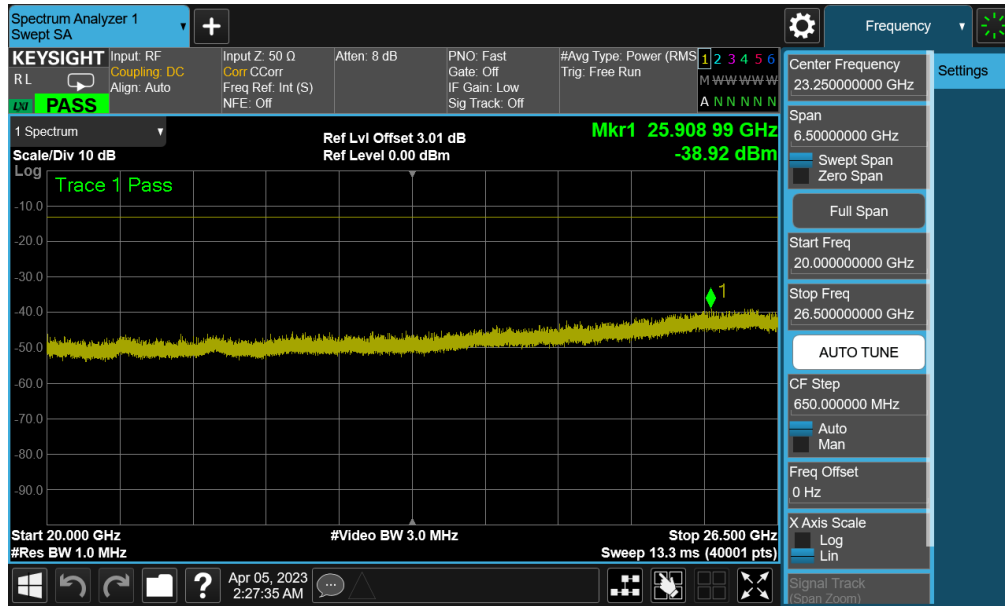 Spectrum Analyzer 1
Swept SA
+
Frequency
KEYSIGHT
R L
LXI
PASS
Input: RF
Coupling: DC
Align: Auto
Input Z: 50 Ω
Corr CCorr
Freq Ref: Int (S)
NFE: Off
Atten: 8 dB
PNO: Fast
Gate: Off
IF Gain: Low
Sig Track: Off
#Avg Type: Power (RMS
Trig: Free Run
1 2 3 4 5 6
M W W W W W
A N N N N N
1 Spectrum
Scale/Div 10 dB
Ref Lvl Offset 3.01 dB
Ref Level 0.00 dBm
Mkr1 25.908 99 GHz
-38.92 dBm
Log
Trace 1 Pass
-10.0
-20.0
-30.0
-40.0
-50.0
-60.0
-70.0
-80.0
-90.0
1
Start 20.000 GHz
#Res BW 1.0 MHz
#Video BW 3.0 MHz
Stop 26.500 GHz
Sweep 13.3 ms (40001 pts)
?
Apr 05, 2023
2:27:35 AM
Center Frequency
23.250000000 GHz
Settings
Span
6.50000000 GHz
Swept Span
Zero Span
Full Span
Start Freq
20.000000000 GHz
Stop Freq
26.500000000 GHz
AUTO TUNE
CF Step
650.000000 MHz
Auto
Man
Freq Offset
0 Hz
X Axis Scale
Log
Lin
Signal Track
(Span Zoom)